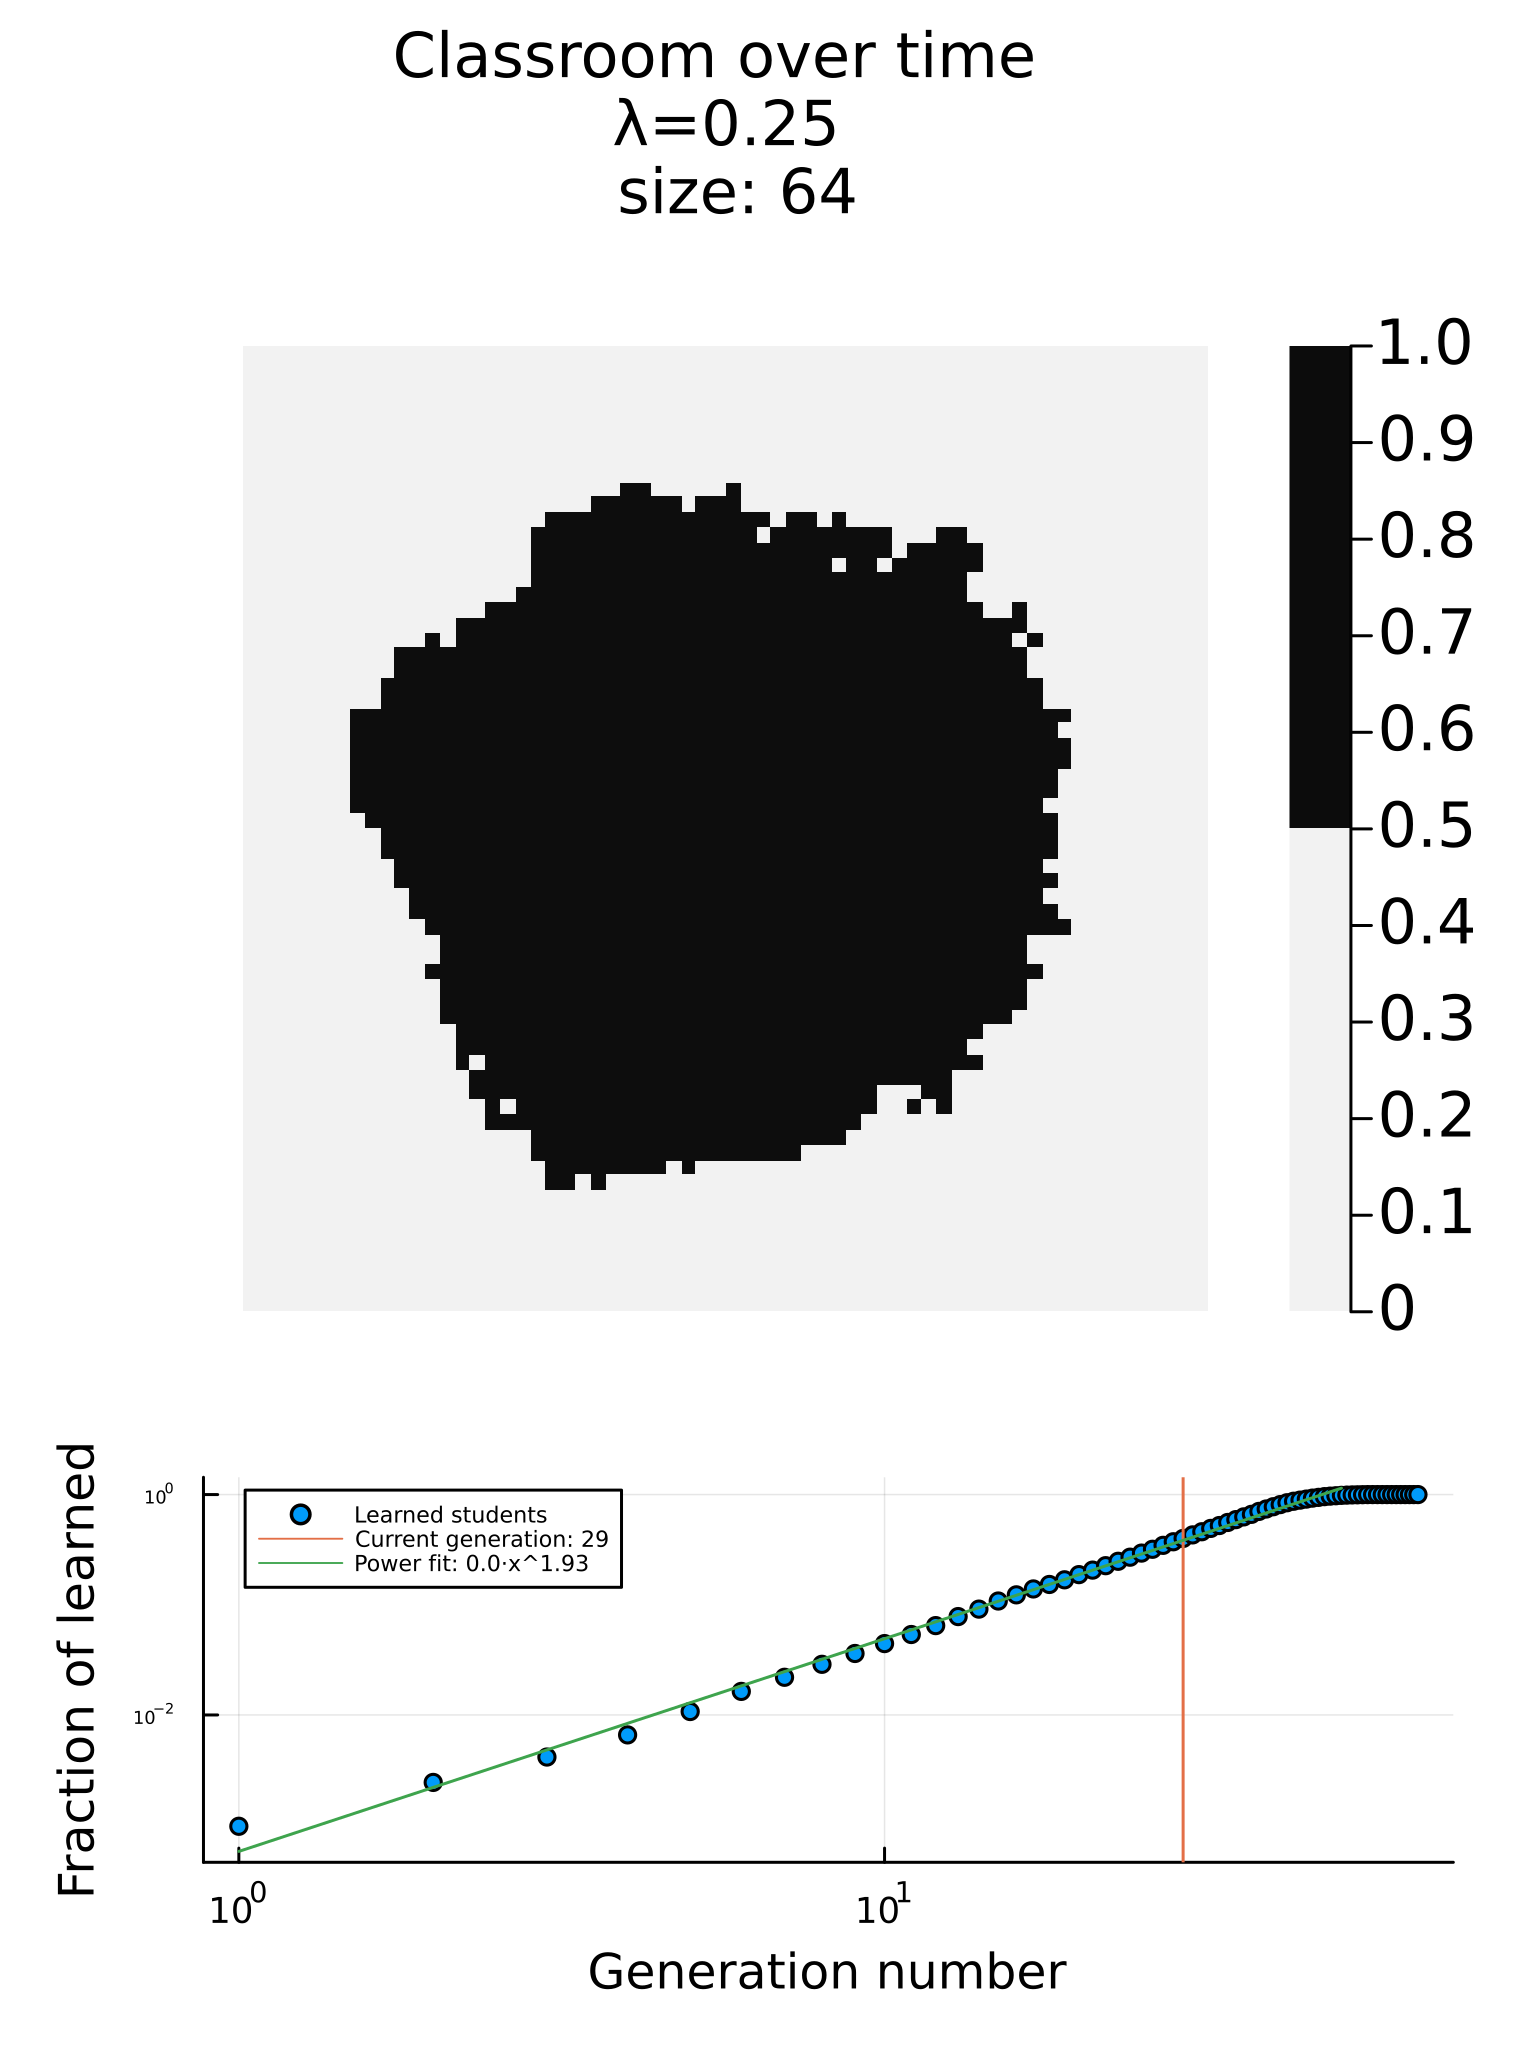 Classroom over time
λ=0.25
size: 64
1.0
0.9
0.8
0.7
0.6
0.5
0.4
0.3
0.2
0.1
0
Fraction of learned
10^0
10^-2
Learned students
Current generation: 29
Power fit: 0.0·x^1.93
10^0
10^1
Generation number